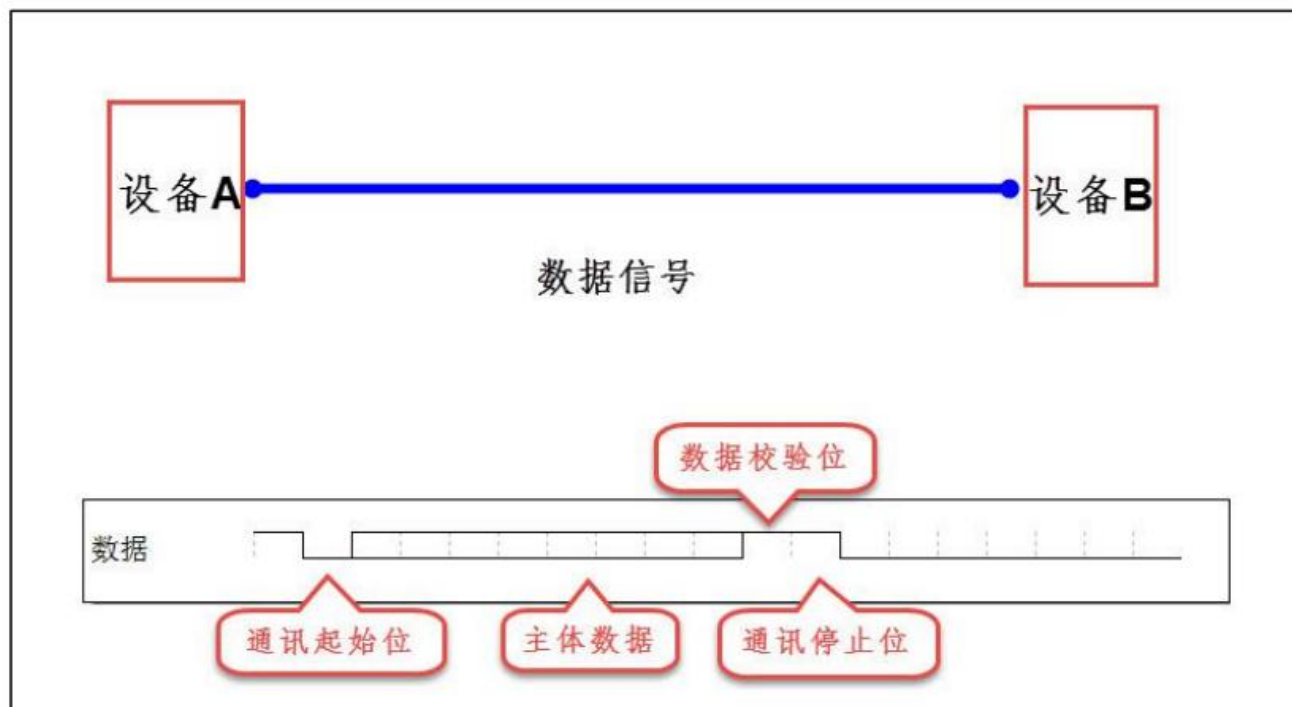 设备A
设备B
数据信号
数据校验位
数据
通讯起始位
主体数据
通讯停止位